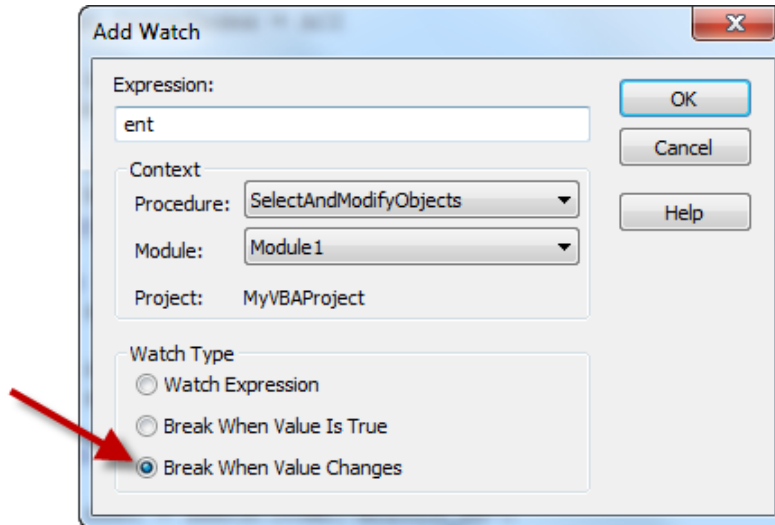 Add Watch
Expression:
ent
OK
Cancel
Help
Context
Procedure: SelectAndModifyObjects
Module: Module1
Project: MyVBAProject
Watch Type
Watch Expression
Break When Value Is True
Break When Value Changes